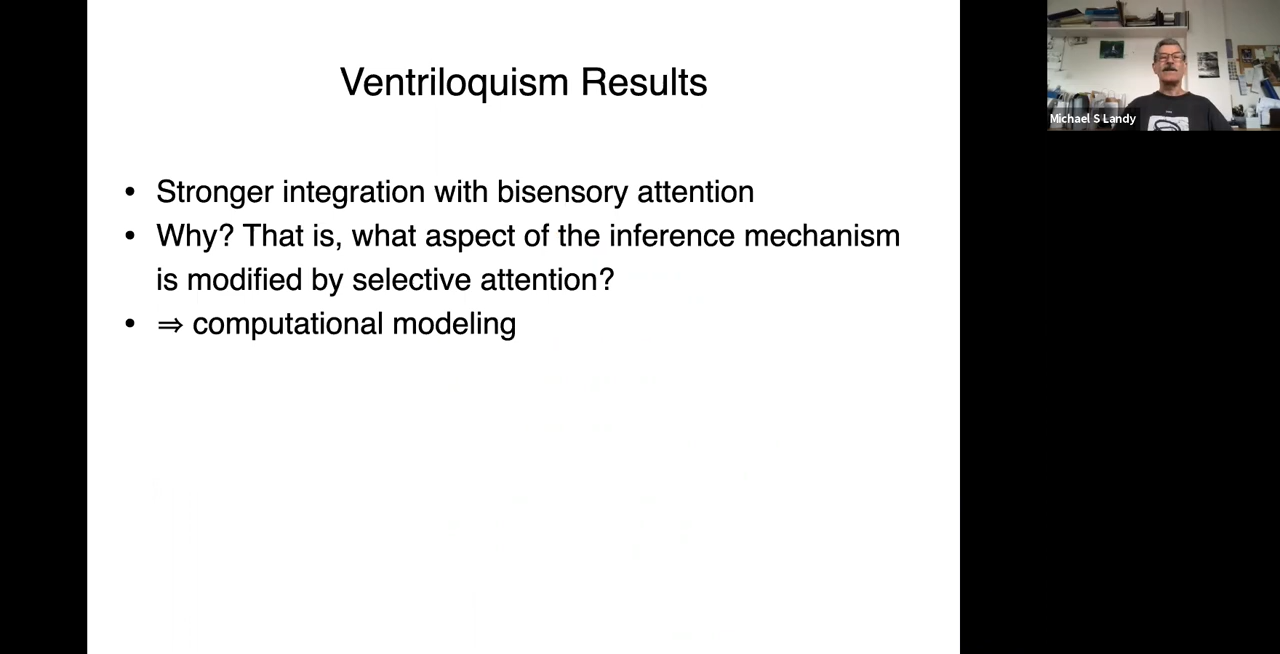 Ventriloquism Results
• Stronger integration with bisensory attention
• Why? That is, what aspect of the inference mechanism
is modified by selective attention?
• ⇒ computational modeling
Michael S Landy